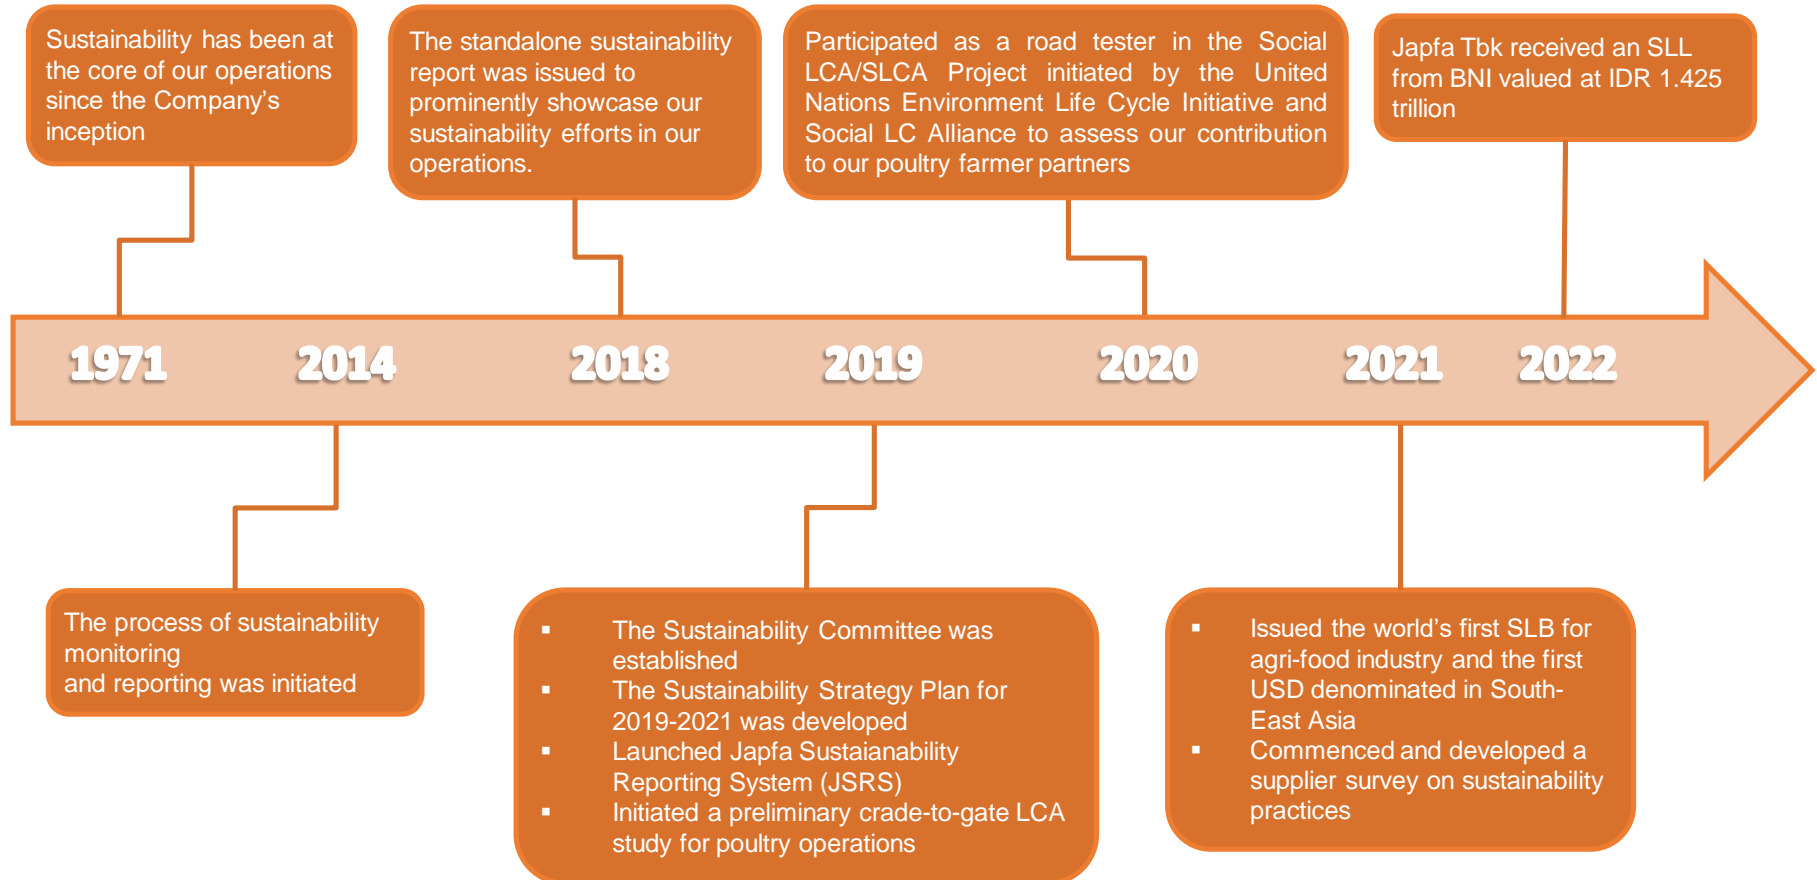 Sustainability has been at
the core of our operations
since the Company's
inception
The standalone sustainability
report was issued to
prominently showcase our
sustainability efforts in our
operations.
Participated as a road tester in the Social
LCA/SLCA Project initiated by the United
Nations Environment Life Cycle Initiative and
Social LC Alliance to assess our contribution
to our poultry farmer partners
Japfa Tbk received an SLL
from BNI valued at IDR 1.425
trillion
1971 2014 2018 2019 2020 2021 2022
The process of sustainability
monitoring
and reporting was initiated
▪ The Sustainability Committee was
established
▪ The Sustainability Strategy Plan for
2019-2021 was developed
▪ Launched Japfa Sustaianability
Reporting System (JSRS)
▪ Initiated a preliminary crade-to-gate LCA
study for poultry operations
▪ Issued the world's first SLB for
agri-food industry and the first
USD denominated in South-
East Asia
▪ Commenced and developed a
supplier survey on sustainability
practices